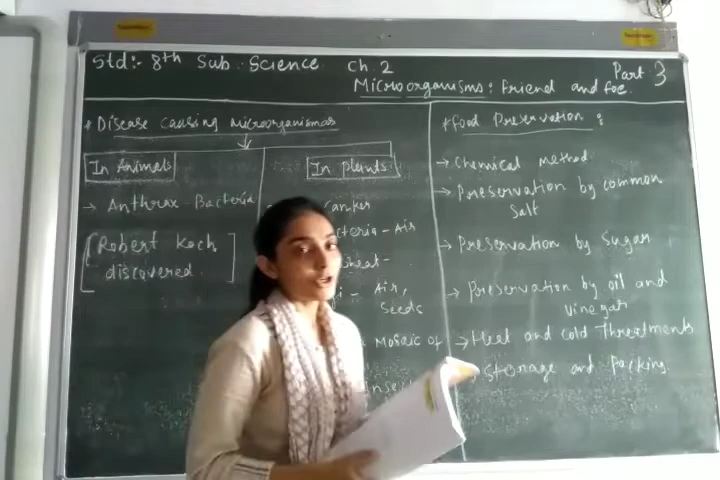 Std:- 8th Sub: Science Ch. 2
Microorganisms: Friend and foe.
Part 3
* Disease causing microorganismas
In Animals
→ Anthrax - Bacteria
[Robert Koch
discovered]
In plants
canker
- Air
Air,
Seeds
Mosaic of
* Food Preservation:
→ Chemical method
→ Preservation by common
Salt
→ Preservation by Sugar
→ Preservation by oil and
vinegar
→ Heat and cold Threatments
Storage and Packing.